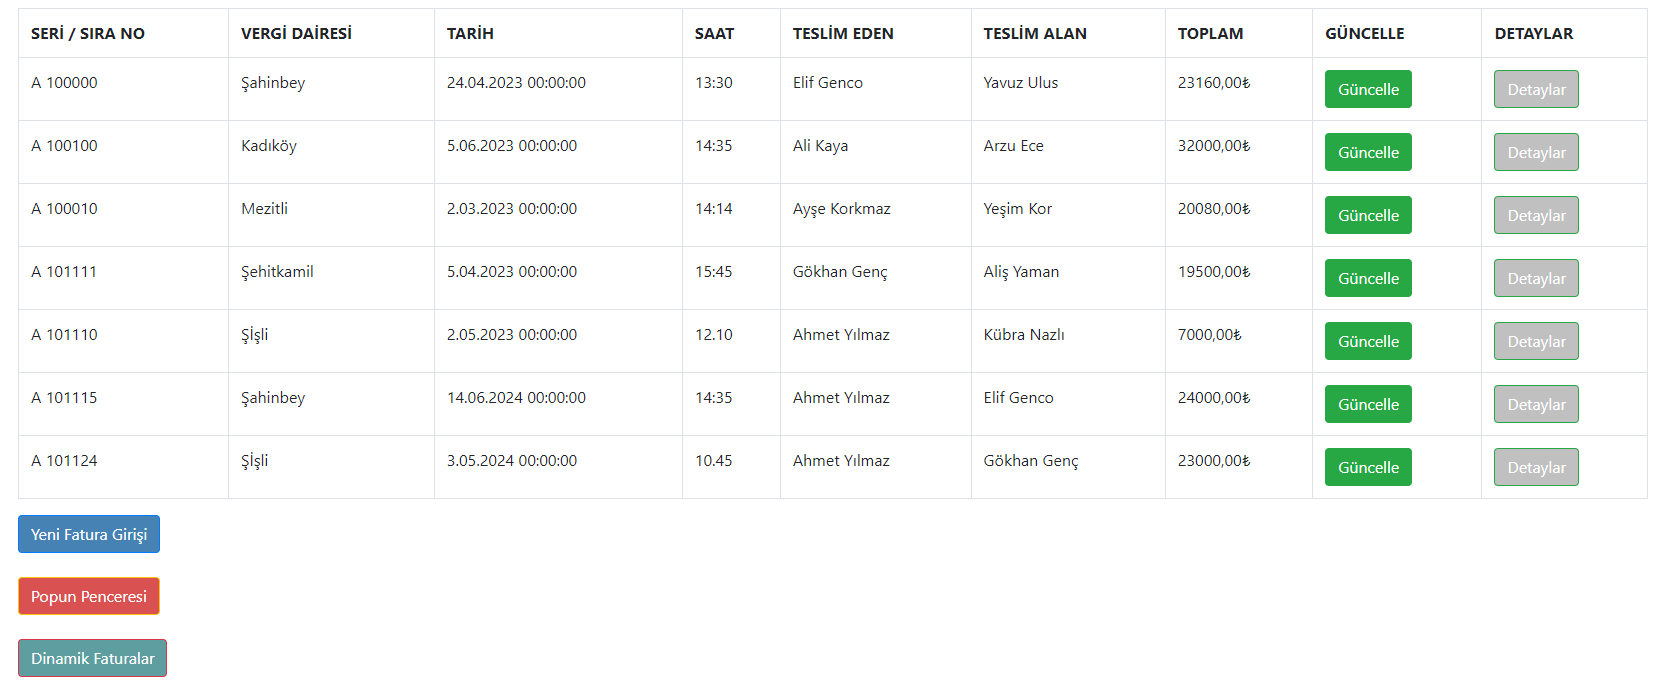 SERİ / SIRA NO VERGİ DAİRESİ TARİH SAAT TESLİM EDEN TESLİM ALAN TOPLAM GÜNCELLE DETAYLAR
A 100000 Şahinbey 24.04.2023 00:00:00 13:30 Elif Genco Yavuz Ulus 23160,00₺ Güncelle Detaylar
A 100100 Kadıköy 5.06.2023 00:00:00 14:35 Ali Kaya Arzu Ece 32000,00₺ Güncelle Detaylar
A 100010 Mezitli 2.03.2023 00:00:00 14:14 Ayşe Korkmaz Yeşim Kor 20080,00₺ Güncelle Detaylar
A 101111 Şehitkamil 5.04.2023 00:00:00 15:45 Gökhan Genç Aliş Yaman 19500,00₺ Güncelle Detaylar
A 101110 Şİşli 2.05.2023 00:00:00 12.10 Ahmet Yılmaz Kübra Nazlı 7000,00₺ Güncelle Detaylar
A 101115 Şahinbey 14.06.2024 00:00:00 14:35 Ahmet Yılmaz Elif Genco 24000,00₺ Güncelle Detaylar
A 101124 Şİşli 3.05.2024 00:00:00 10.45 Ahmet Yılmaz Gökhan Genç 23000,00₺ Güncelle Detaylar
Yeni Fatura Girişi
Popun Penceresi
Dinamik Faturalar